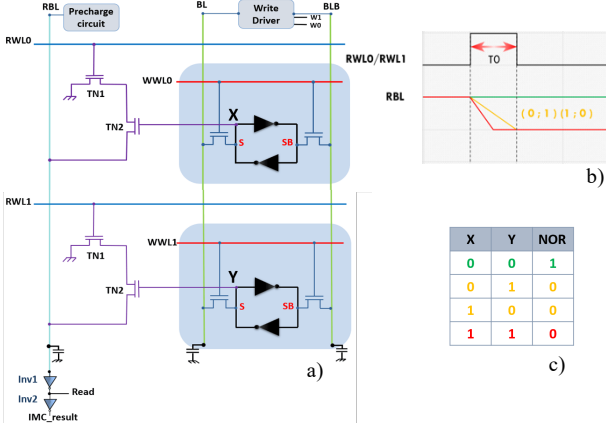 RBL
Precharge
circuit
BL
Write
Driver
BLB
W1
W0
RWL0
TN1
TN2
WWL0
X
S
SB
RWL1
TN1
TN2
WWL1
Y
S
SB
Inv1
Read
Inv2
IMC_result
a)
RWL0/RWL1
TO
RBL
(0;1)(1;0)
b)
X Y NOR
0 0 1
0 1 0
1 0 0
1 1 0
c)